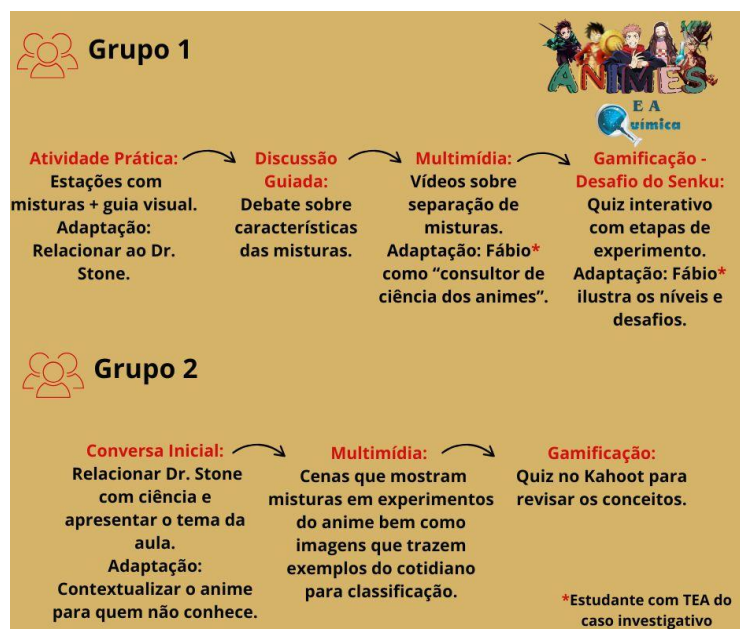 Grupo 1
ANIMES
E A
Química
Atividade Prática:
Estações com
misturas + guia visual.
Adaptação:
Relacionar ao Dr.
Stone.
Discussão
Guiada:
Debate sobre
características
das misturas.
Multimídia:
Vídeos sobre
separação de
misturas.
Adaptação: Fábio*
como “consultor de
ciência dos animes”.
Gamificação -
Desafio do Senku:
Quiz interativo
com etapas de
experimento.
Adaptação: Fábio*
ilustra os níveis e
desafios.
Grupo 2
Conversa Inicial:
Relacionar Dr. Stone
com ciência e
apresentar o tema da
aula.
Adaptação:
Contextualizar o anime
para quem não conhece.
Multimídia:
Cenas que mostram
misturas em experimentos
do anime bem como
imagens que trazem
exemplos do cotidiano
para classificação.
Gamificação:
Quiz no Kahoot para
revisar os conceitos.
*Estudante com TEA do
caso investigativo